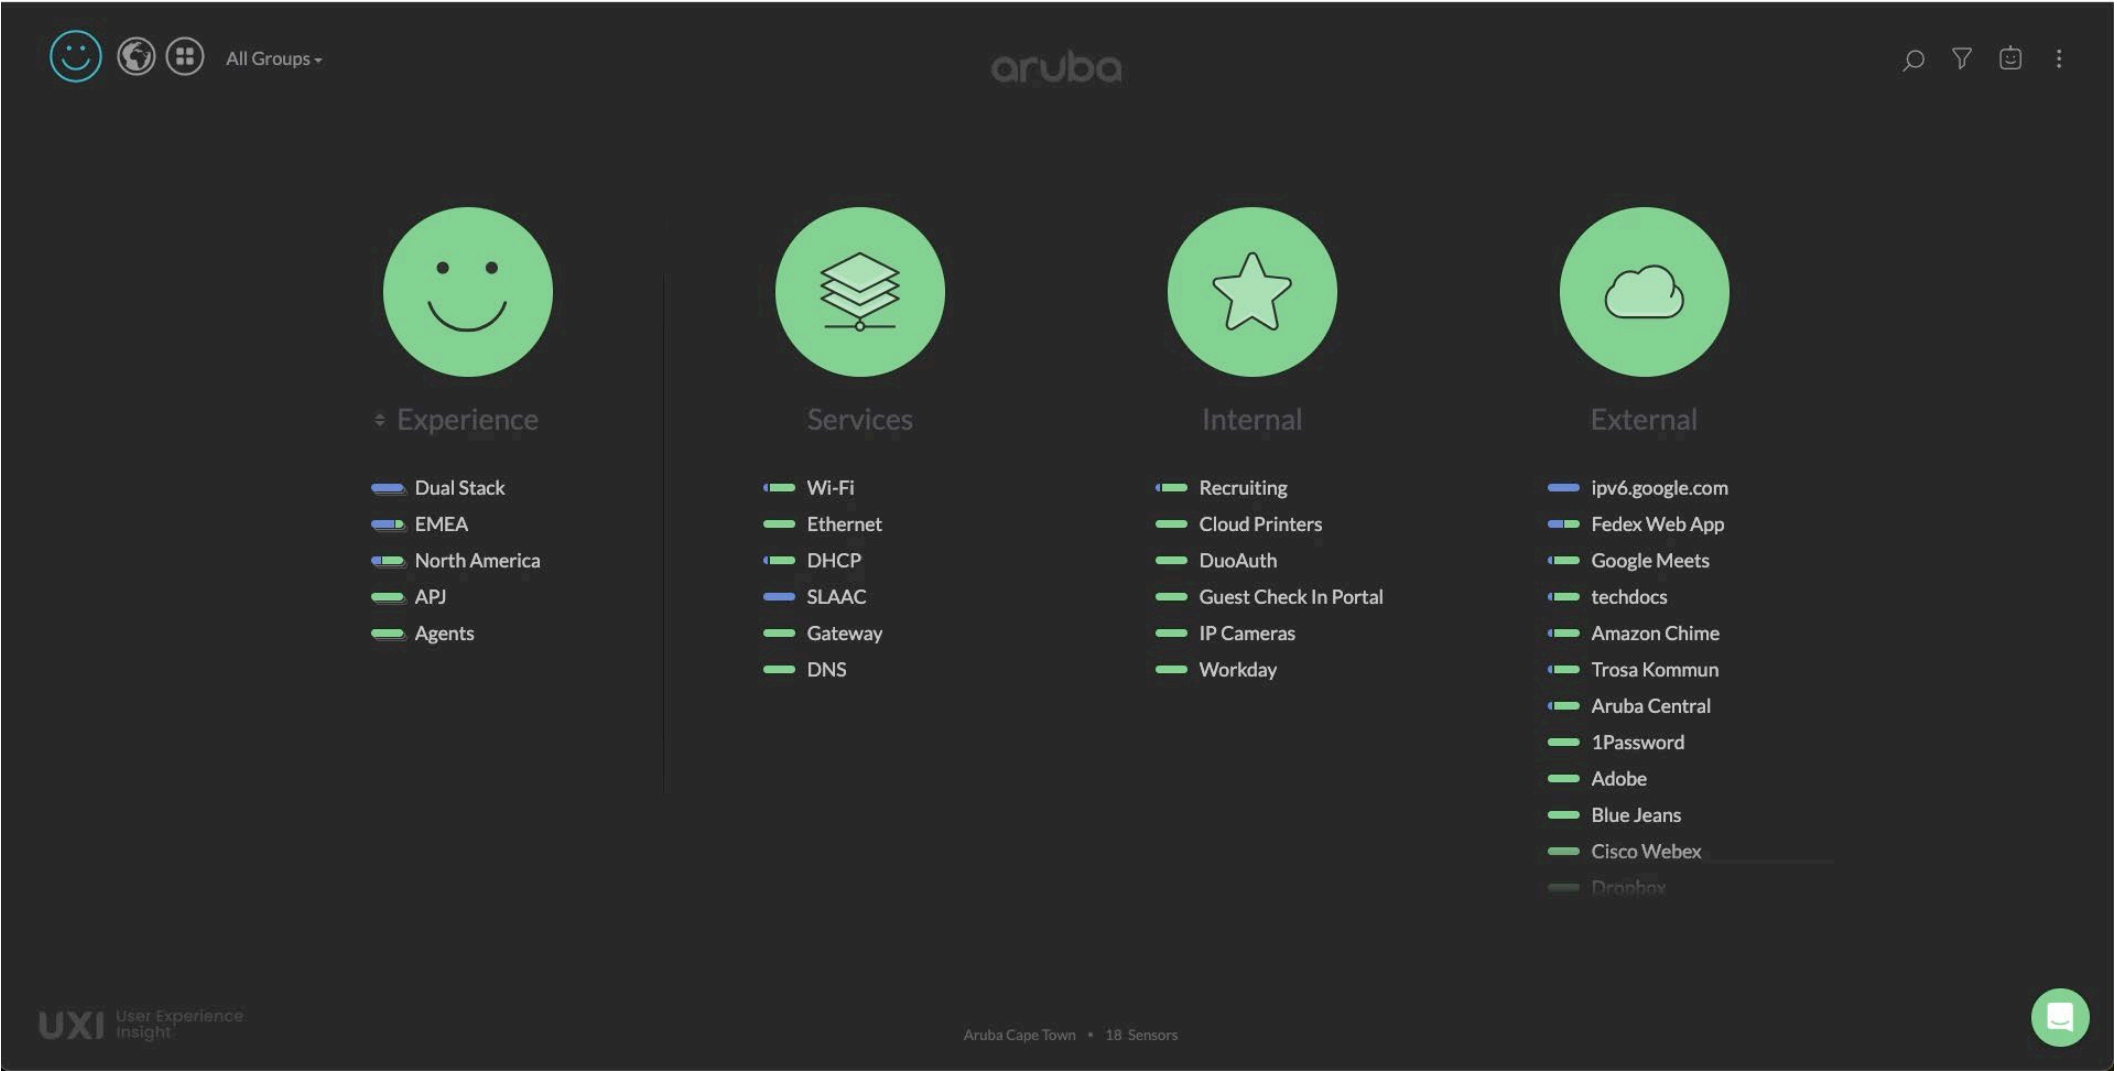 All Groups
aruba
Experience
Dual Stack
EMEA
North America
APJ
Agents
Services
Wi-Fi
Ethernet
DHCP
SLAAC
Gateway
DNS
Internal
Recruiting
Cloud Printers
DuoAuth
Guest Check In Portal
IP Cameras
Workday
External
ipv6.google.com
Fedex Web App
Google Meets
techdocs
Amazon Chime
Trosa Kommun
Aruba Central
1Password
Adobe
Blue Jeans
Cisco Webex
Dropbox
UXI User Experience
Insight
Aruba Cape Town • 18 Sensors